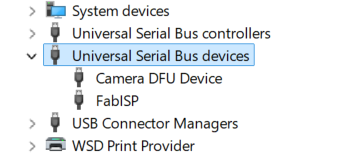 System devices
Universal Serial Bus controllers
Universal Serial Bus devices
Camera DFU Device
FabISP
USB Connector Managers
WSD Print Provider